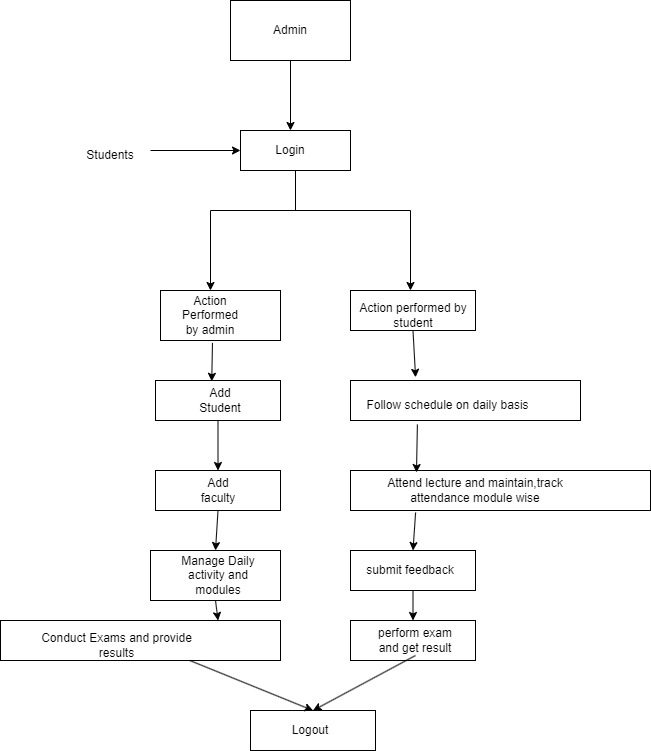 Admin
Students
Login
Action
Performed
by admin
Action performed by
student
Add
Student
Follow schedule on daily basis
Add
faculty
Attend lecture and maintain,track
attendance module wise
Manage Daily
activity and
modules
submit feedback
Conduct Exams and provide
results
perform exam
and get result
Logout